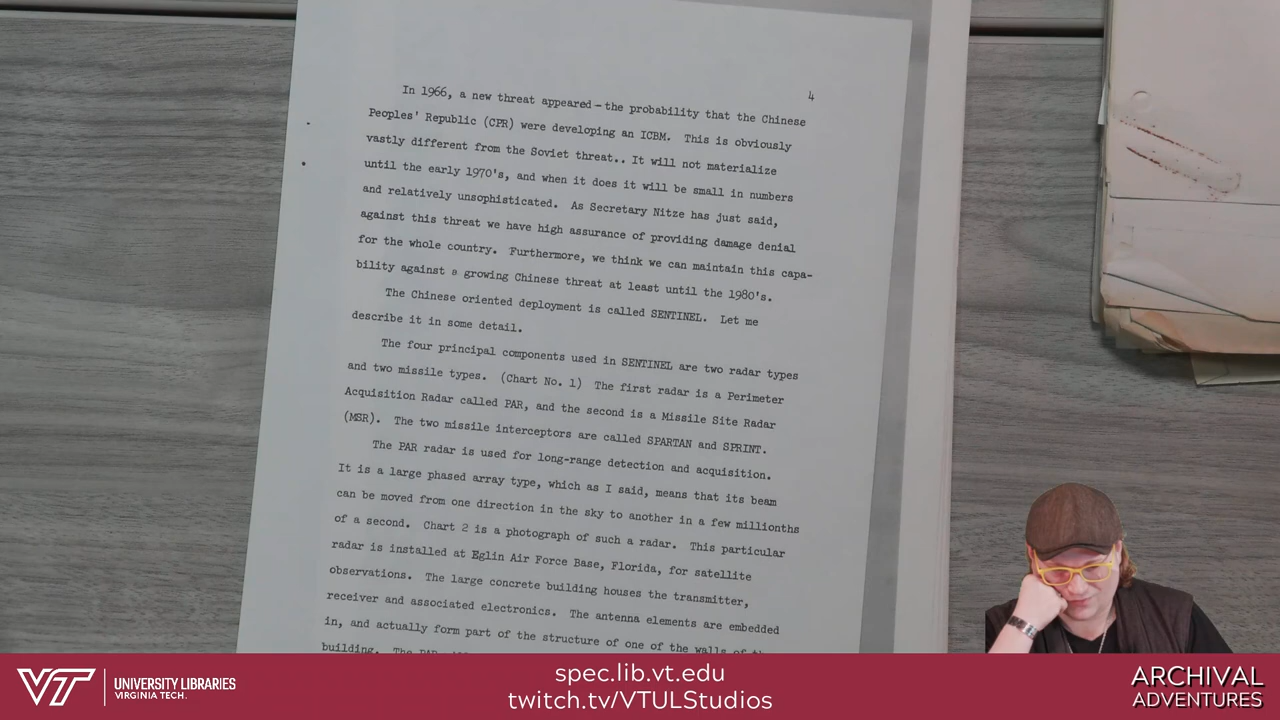 4
In 1966, a new threat appeared - the probability that the Chinese
Peoples' Republic (CPR) were developing an ICBM. This is obviously
vastly different from the Soviet threat.. It will not materialize
until the early 1970's, and when it does it will be small in numbers
and relatively unsophisticated. As Secretary Nitze has just said,
against this threat we have high assurance of providing damage denial
for the whole country. Furthermore, we think we can maintain this capa-
bility against a growing Chinese threat at least until the 1980's.
The Chinese oriented deployment is called SENTINEL. Let me
describe it in some detail.
The four principal components used in SENTINEL are two radar types
and two missile types. (Chart No. 1) The first radar is a Perimeter
Acquisition Radar called PAR, and the second is a Missile Site Radar
(MSR). The two missile interceptors are called SPARTAN and SPRINT.
The PAR radar is used for long-range detection and acquisition.
It is a large phased array type, which as I said, means that its beam
can be moved from one direction in the sky to another in a few millionths
of a second. Chart 2 is a photograph of such a radar. This particular
radar is installed at Eglin Air Force Base, Florida, for satellite
observations. The large concrete building houses the transmitter,
receiver and associated electronics. The antenna elements are embedded
in, and actually form part of the structure of one of the walls of
building. The PAR
VT
UNIVERSITY LIBRARIES
VIRGINIA TECH.
spec.lib.vt.edu
twitch.tv/VTULStudios
ARCHIVAL
ADVENTURES